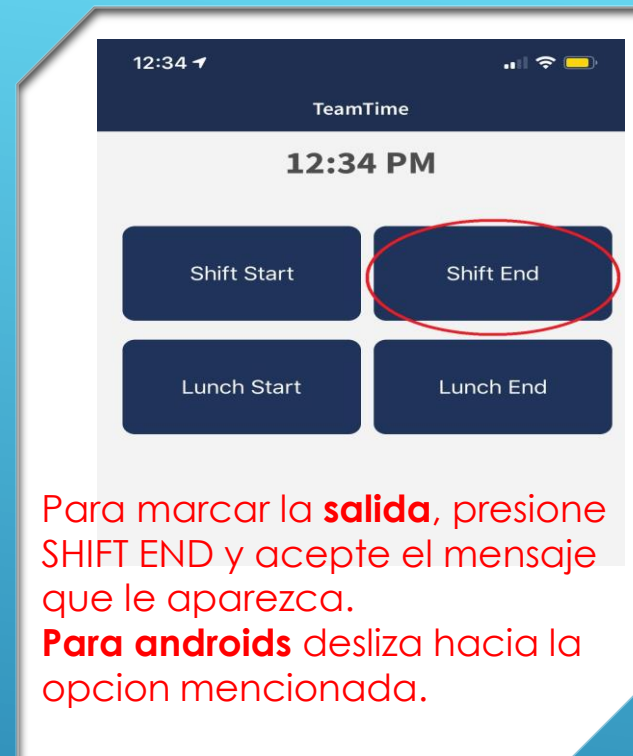 12:34
TeamTime
12:34 PM
Shift Start
Shift End
Lunch Start
Lunch End
Para marcar la salida, presione
SHIFT END y acepte el mensaje
que le aparezca.
Para androids desliza hacia la
opcion mencionada.